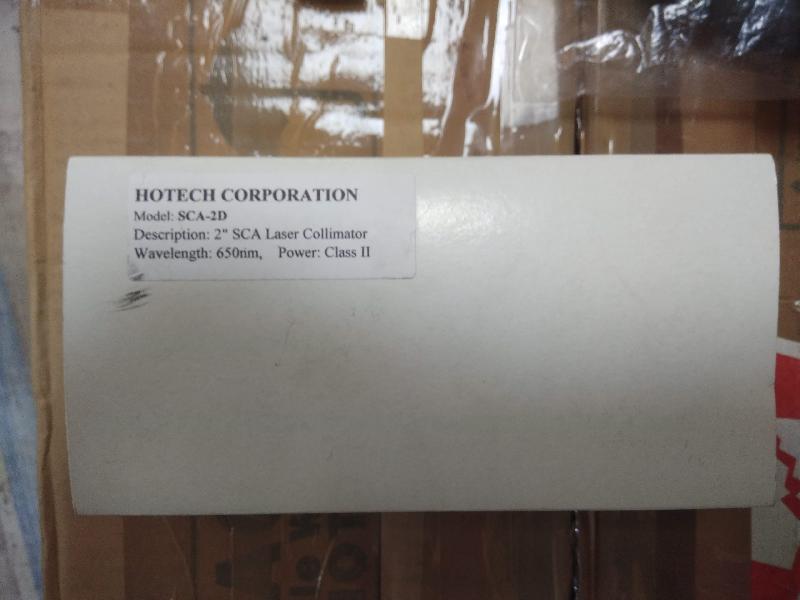 HOTECH CORPORATION
Model: SCA-2D
Description: 2" SCA Laser Collimator
Wavelength: 650nm, Power: Class II